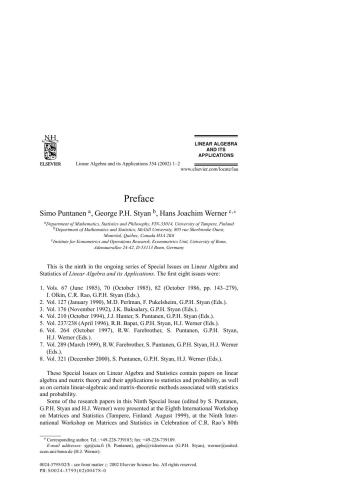 NH
ELSEVIER
Linear Algebra and its Applications 354 (2002) 1–2
LINEAR ALGEBRA
AND ITS
APPLICATIONS
www.elsevier.com/locate/laa
Preface
Simo Puntanen a, George P.H. Styan b, Hans Joachim Werner c,*
a Department of Mathematics, Statistics and Philosophy, FIN-33014, University of Tampere, Finland
b Department of Mathematics and Statistics, McGill University, 805 rue Sherbrooke Ouest,
Montréal, Québec, Canada H3A 2K6
c Institute for Econometrics and Operations Research, Econometrics Unit, University of Bonn,
Adenauerallee 24-42, D-53113 Bonn, Germany
This is the ninth in the ongoing series of Special Issues on Linear Algebra and
Statistics of Linear Algebra and its Applications. The first eight issues were:
1. Vols. 67 (June 1985), 70 (October 1985), 82 (October 1986, pp. 143–279),
I. Olkin, C.R. Rao, G.P.H. Styan (Eds.).
2. Vol. 127 (January 1990), M.D. Perlman, F. Pukelsheim, G.P.H. Styan (Eds.).
3. Vol. 176 (November 1992), J.K. Baksalary, G.P.H. Styan (Eds.).
4. Vol. 210 (October 1994), J.J. Hunter, S. Puntanen, G.P.H. Styan (Eds.).
5. Vol. 237/238 (April 1996), R.B. Bapat, G.P.H. Styan, H.J. Werner (Eds.).
6. Vol. 264 (October 1997), R.W. Farebrother, S. Puntanen, G.P.H. Styan,
H.J. Werner (Eds.).
7. Vol. 289 (March 1999), R.W. Farebrother, S. Puntanen, G.P.H. Styan, H.J. Werner
(Eds.).
8. Vol. 321 (December 2000), S. Puntanen, G.P.H. Styan, H.J. Werner (Eds.).
These Special Issues on Linear Algebra and Statistics contain papers on linear
algebra and matrix theory and their applications to statistics and probability, as well
as on certain linear-algebraic and matrix-theoretic methods associated with statistics
and probability.
Some of the research papers in this Ninth Special Issue (edited by S. Puntanen,
G.P.H. Styan and H.J. Werner) were presented at the Eighth International Workshop
on Matrices and Statistics (Tampere, Finland: August 1999), at the Ninth Inter-
national Workshop on Matrices and Statistics in Celebration of C.R. Rao's 80th
* Corresponding author. Tel.: +49-228-739183; fax: +49-228-739189.
E-mail addresses: sjp@uta.fi (S. Puntanen), gphs@videotron.ca (G.P.H. Styan), werner@united.
econ.uni-bonn.de (H.J. Werner).
0024-3795/02/$ - see front matter © 2002 Elsevier Science Inc. All rights reserved.
PII: S0024-3795(02)00478-0